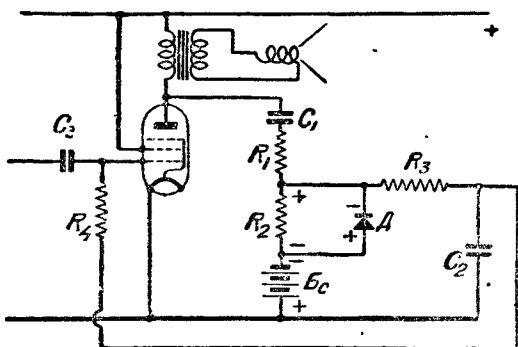 +
C₃
C₁
R₁
R₃
+
−
R₄
R₂
Д
+
−
C₂
Бс
+